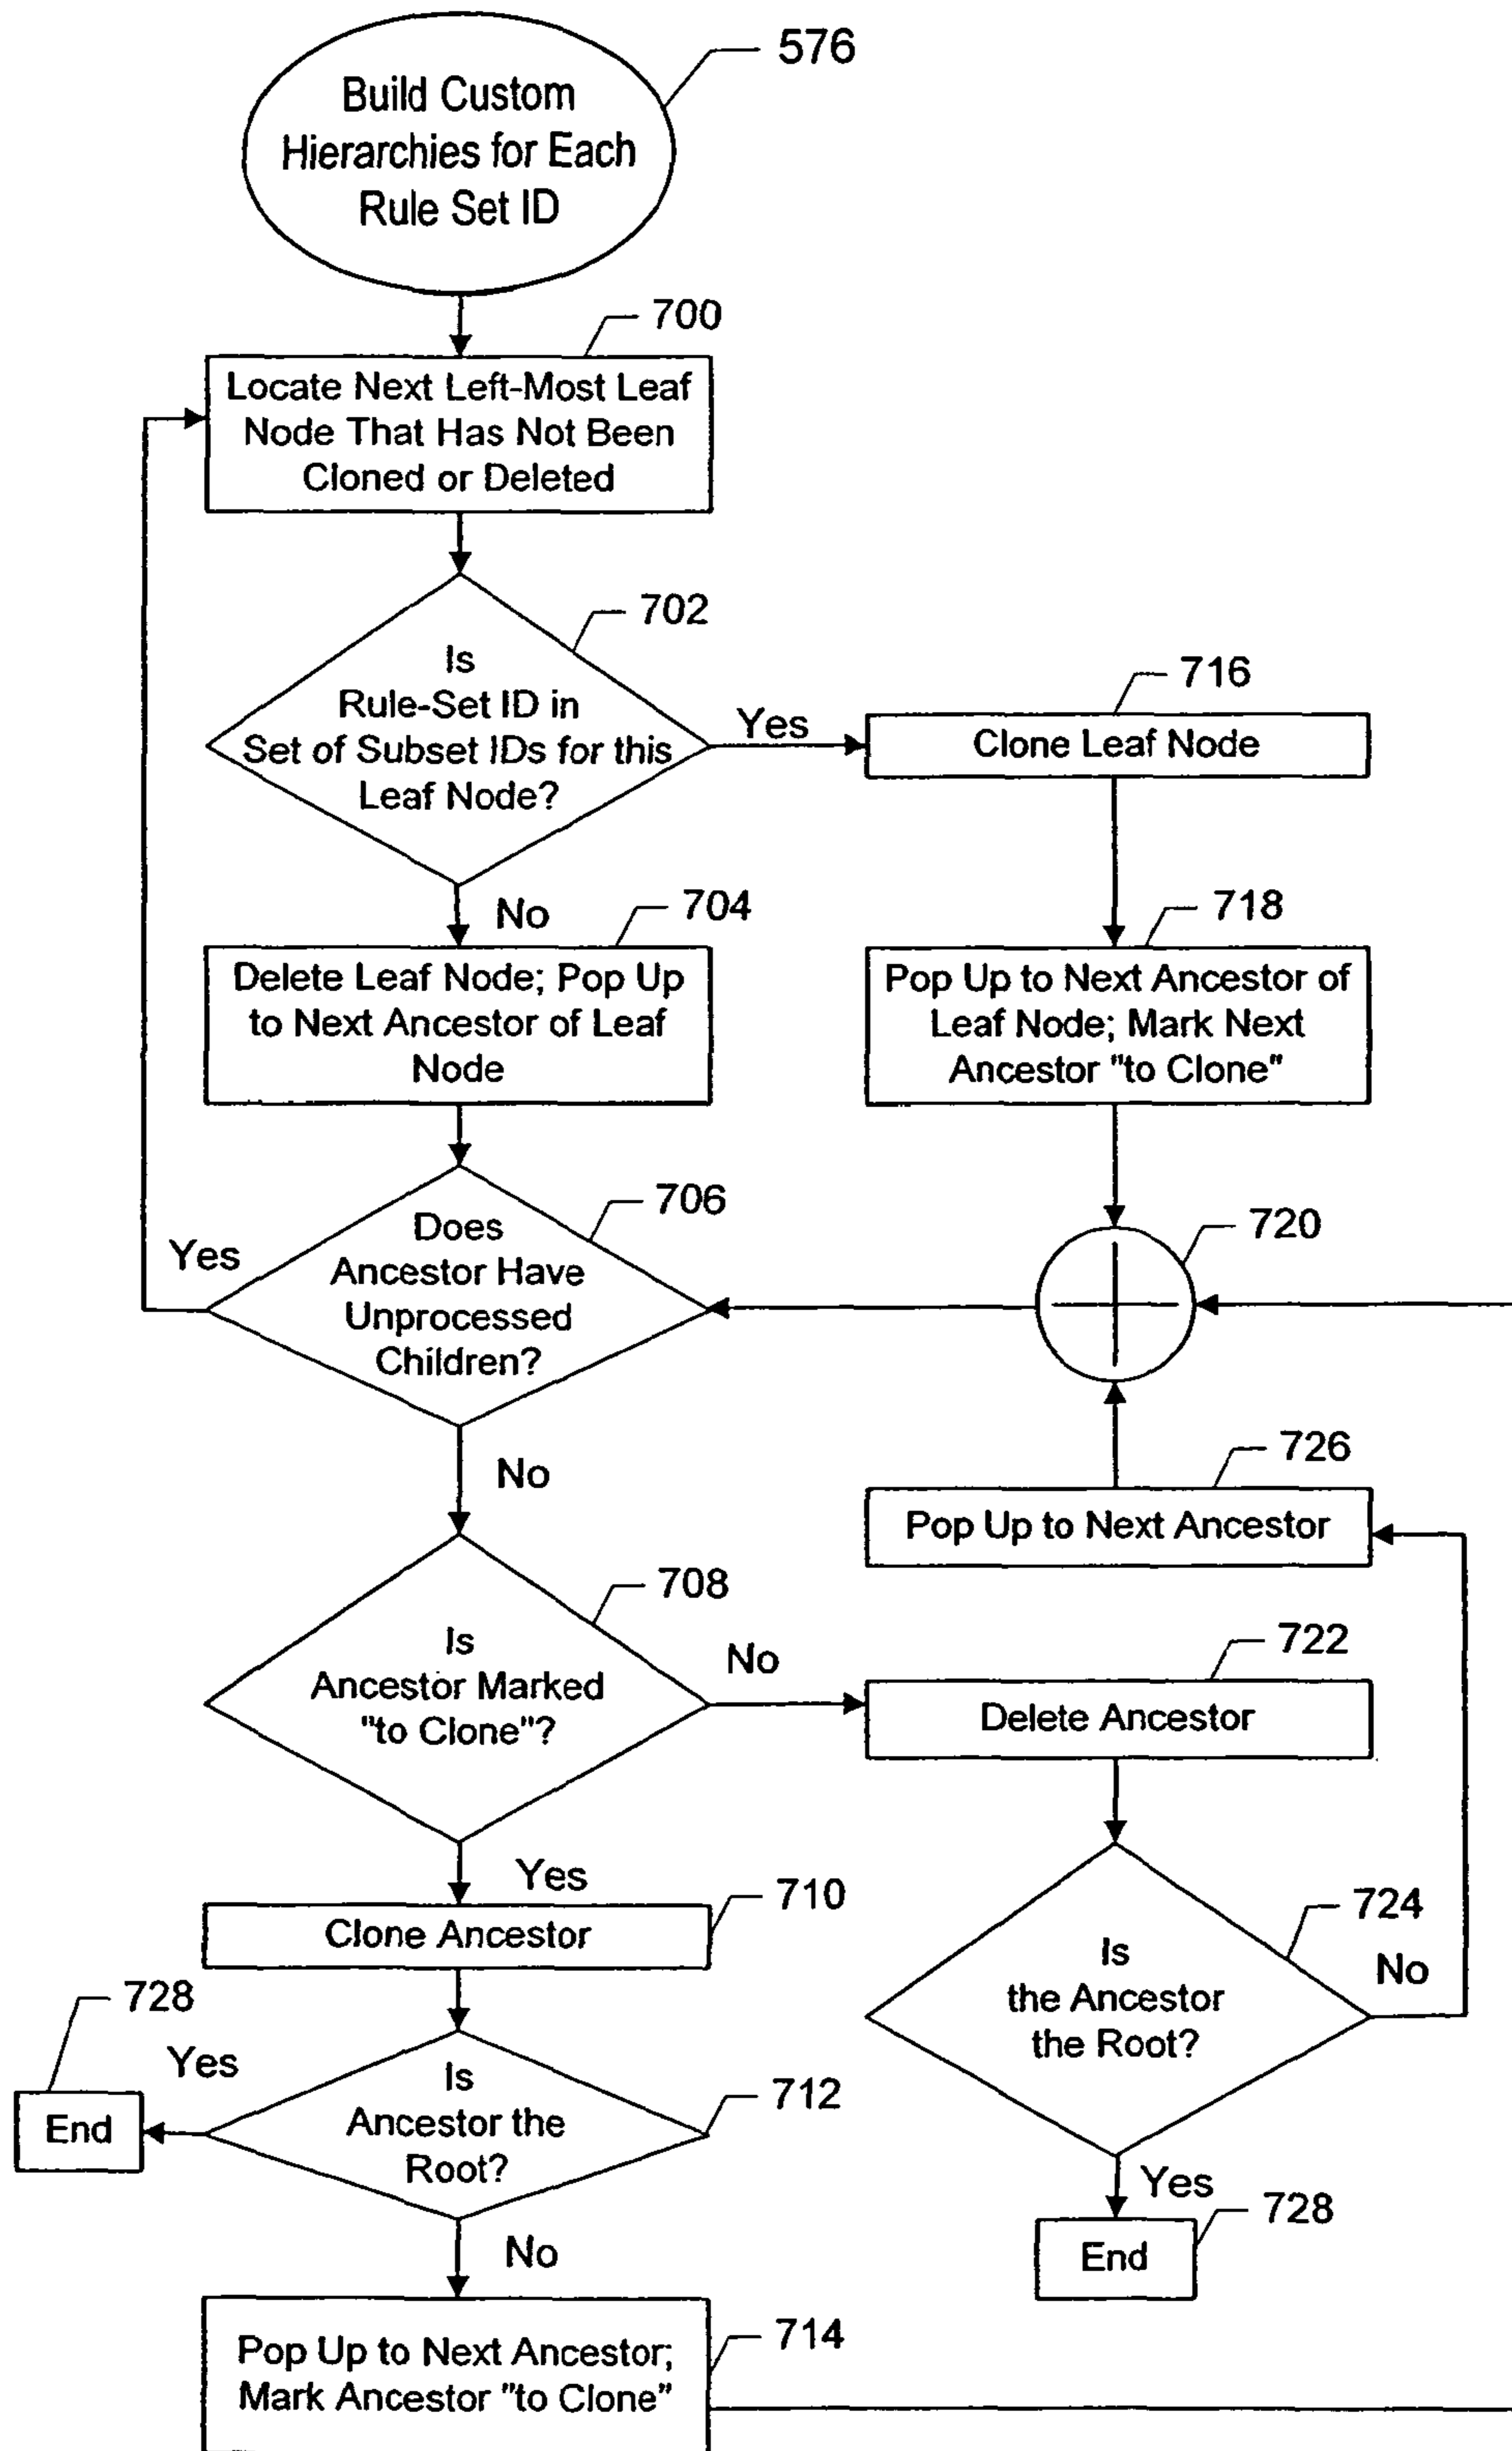 576
Build Custom
Hierarchies for Each
Rule Set ID
700
Locate Next Left-Most Leaf
Node That Has Not Been
Cloned or Deleted
702
Is
Rule-Set ID in
Set of Subset IDs for this
Leaf Node?
Yes
716
Clone Leaf Node
No
704
Delete Leaf Node; Pop Up
to Next Ancestor of Leaf
Node
718
Pop Up to Next Ancestor of
Leaf Node; Mark Next
Ancestor "to Clone"
706
Does
Ancestor Have
Unprocessed
Children?
Yes
720
No
726
Pop Up to Next Ancestor
708
Is
Ancestor Marked
"to Clone"?
No
722
Delete Ancestor
Yes
710
Clone Ancestor
724
Is
the Ancestor
the Root?
No
728
Yes
End
Is
Ancestor the
Root?
712
Yes
728
End
No
714
Pop Up to Next Ancestor;
Mark Ancestor "to Clone"